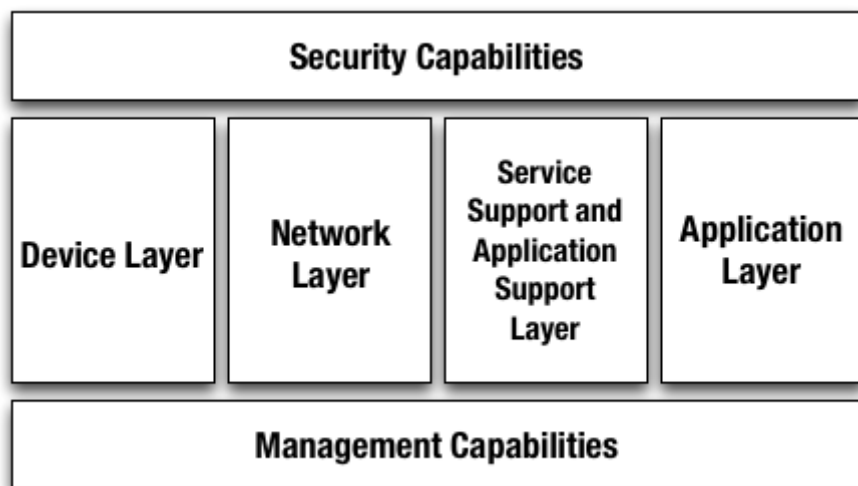 Security Capabilities
Device Layer
Network
Layer
Service
Support and
Application
Support
Layer
Application
Layer
Management Capabilities